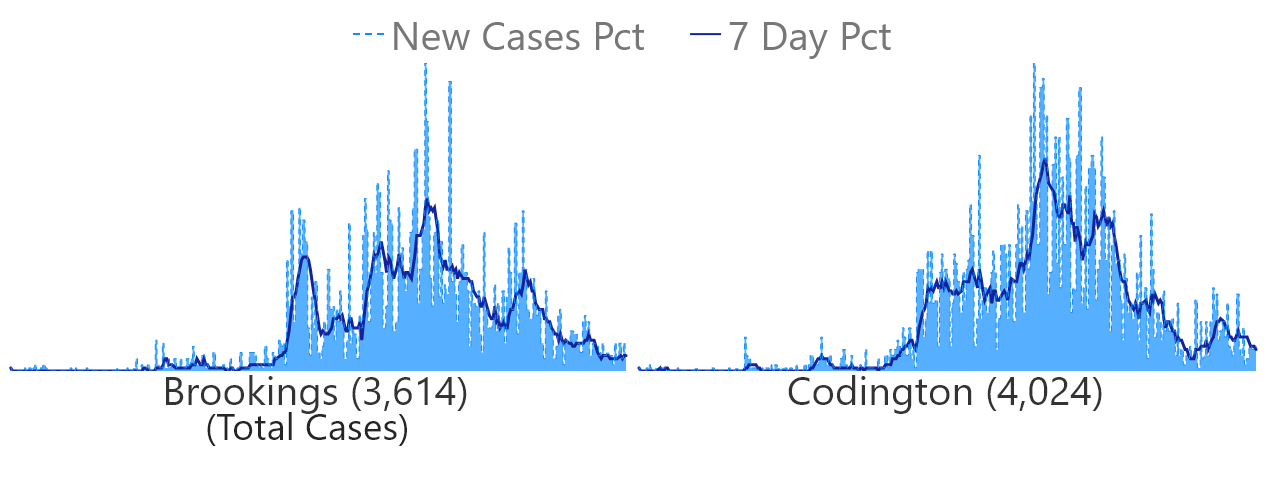 New Cases Pct 7 Day Pct
Brookings (3,614) Codington (4,024)
(Total Cases)